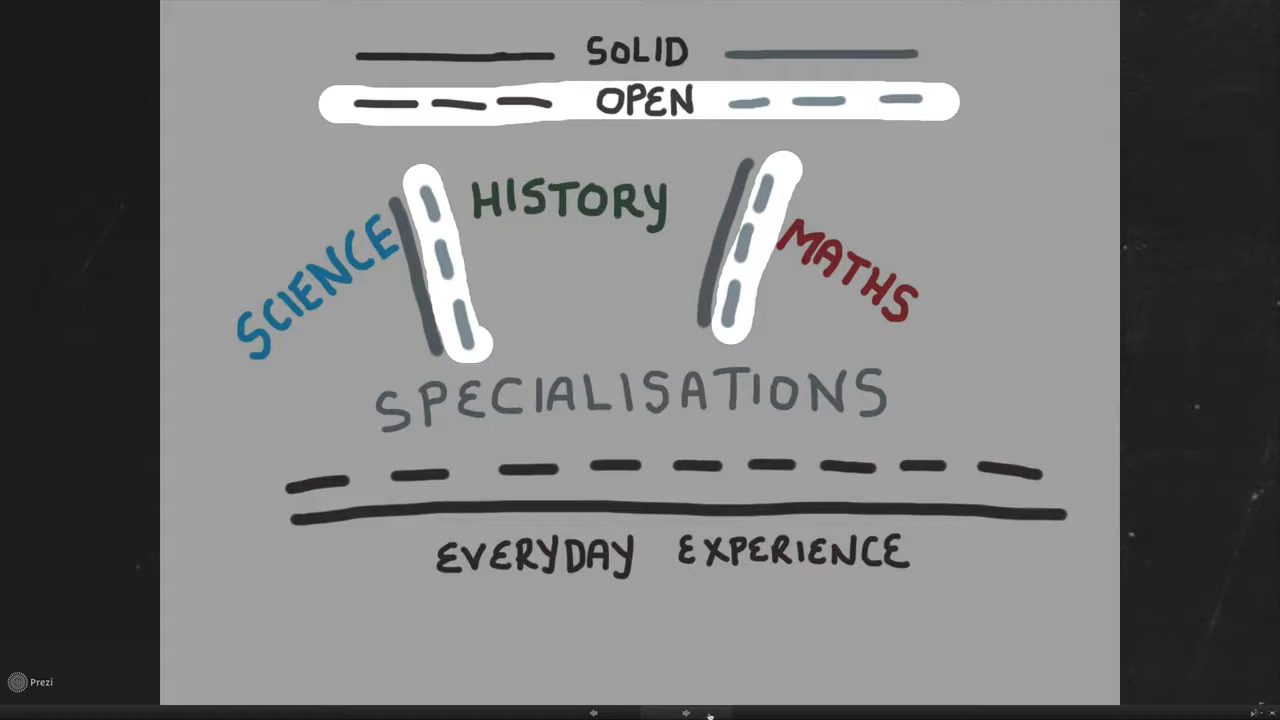 SOLID
OPEN
SCIENCE
HISTORY
MATHS
SPECIALISATIONS
EVERYDAY EXPERIENCE
Prezi